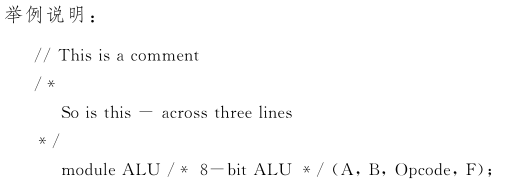 举例说明：
// This is a comment
/*
So is this — across three lines
*/
module ALU /* 8—bit ALU */ (A, B, Opcode, F);